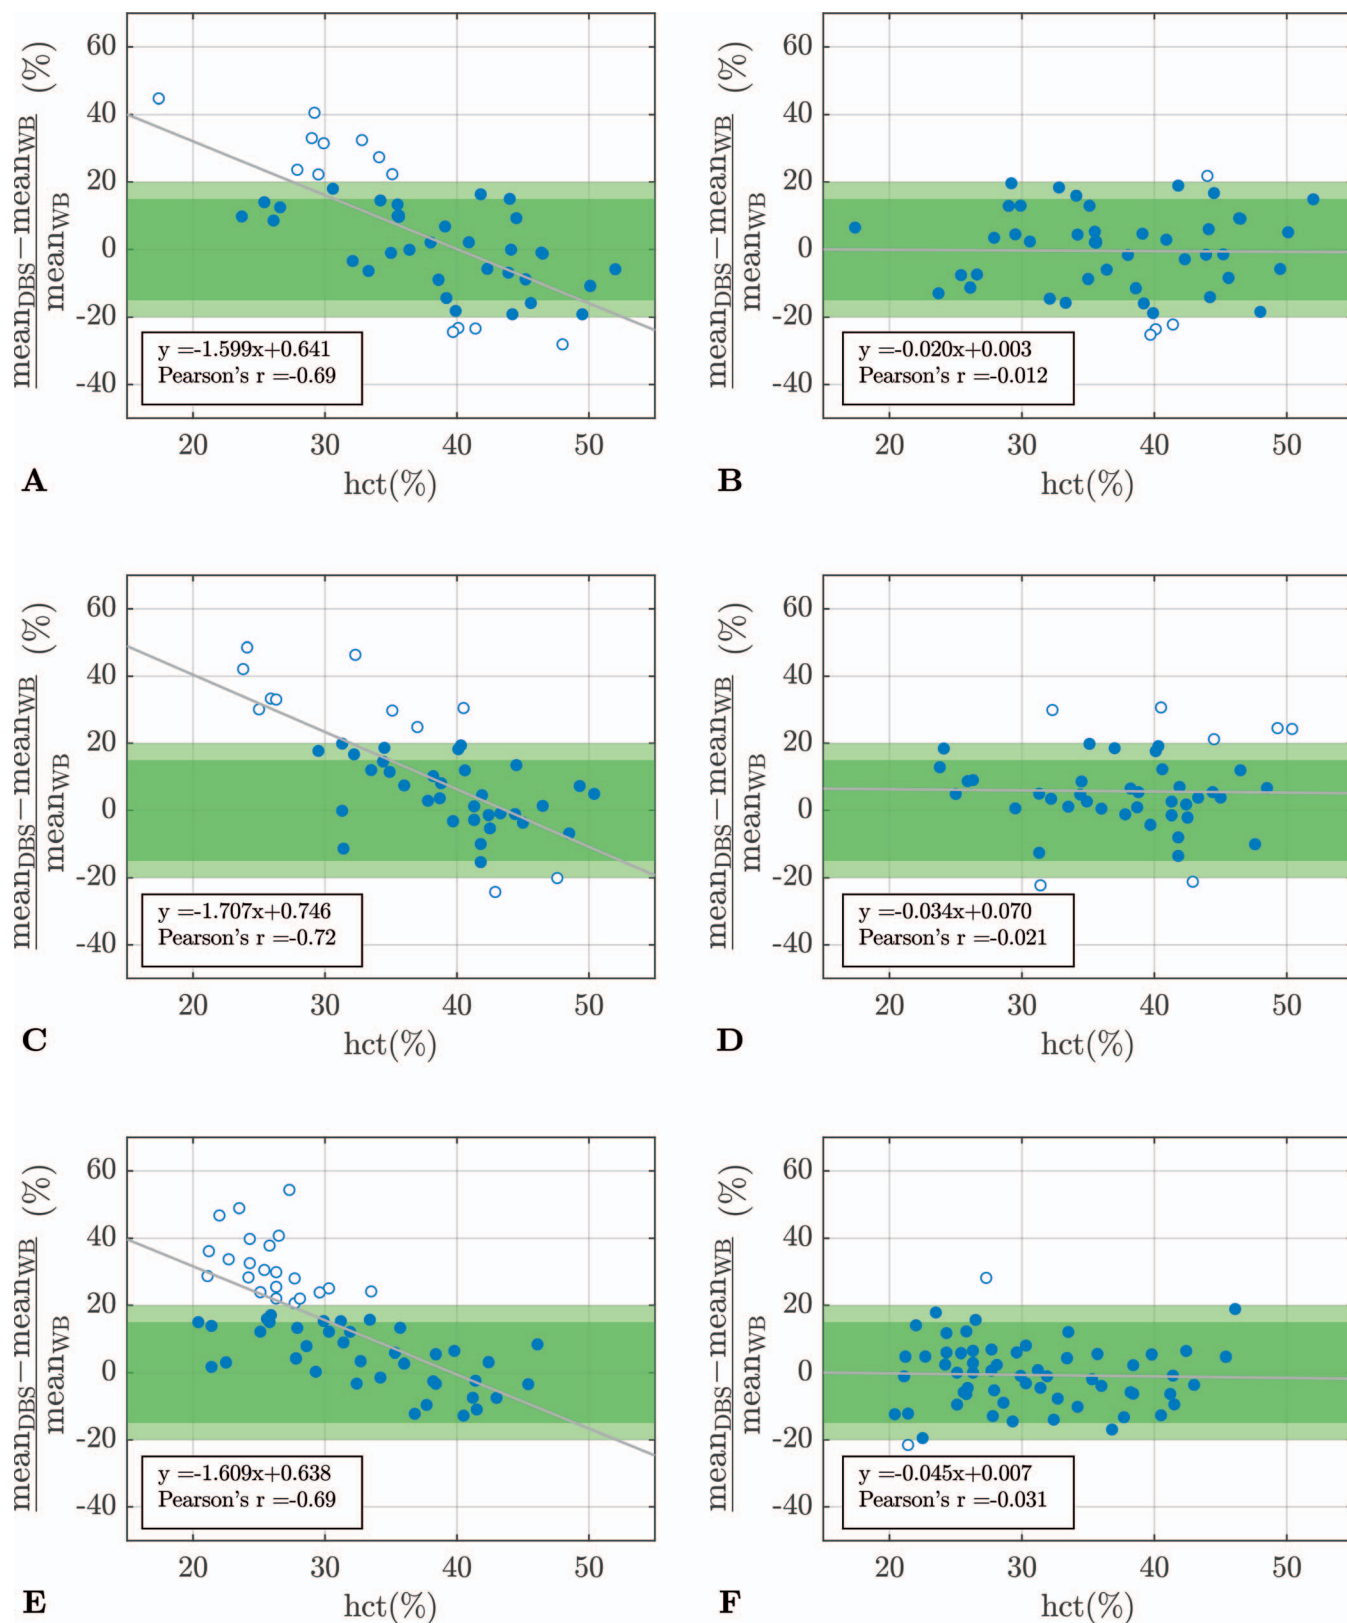 mean_DBS−mean_WB (%)
mean_WB
60
40
20
0
-20
-40
y =-1.599x+0.641
Pearson's r =-0.69
20 30 40 50
hct(%)
A
mean_DBS−mean_WB (%)
mean_WB
60
40
20
0
-20
-40
y =-0.020x+0.003
Pearson's r =-0.012
20 30 40 50
hct(%)
B
mean_DBS−mean_WB (%)
mean_WB
60
40
20
0
-20
-40
y =-1.707x+0.746
Pearson's r =-0.72
20 30 40 50
hct(%)
C
mean_DBS−mean_WB (%)
mean_WB
60
40
20
0
-20
-40
y =-0.034x+0.070
Pearson's r =-0.021
20 30 40 50
hct(%)
D
mean_DBS−mean_WB (%)
mean_WB
60
40
20
0
-20
-40
y =-1.609x+0.638
Pearson's r =-0.69
20 30 40 50
hct(%)
E
mean_DBS−mean_WB (%)
mean_WB
60
40
20
0
-20
-40
y =-0.045x+0.007
Pearson's r =-0.031
20 30 40 50
hct(%)
F